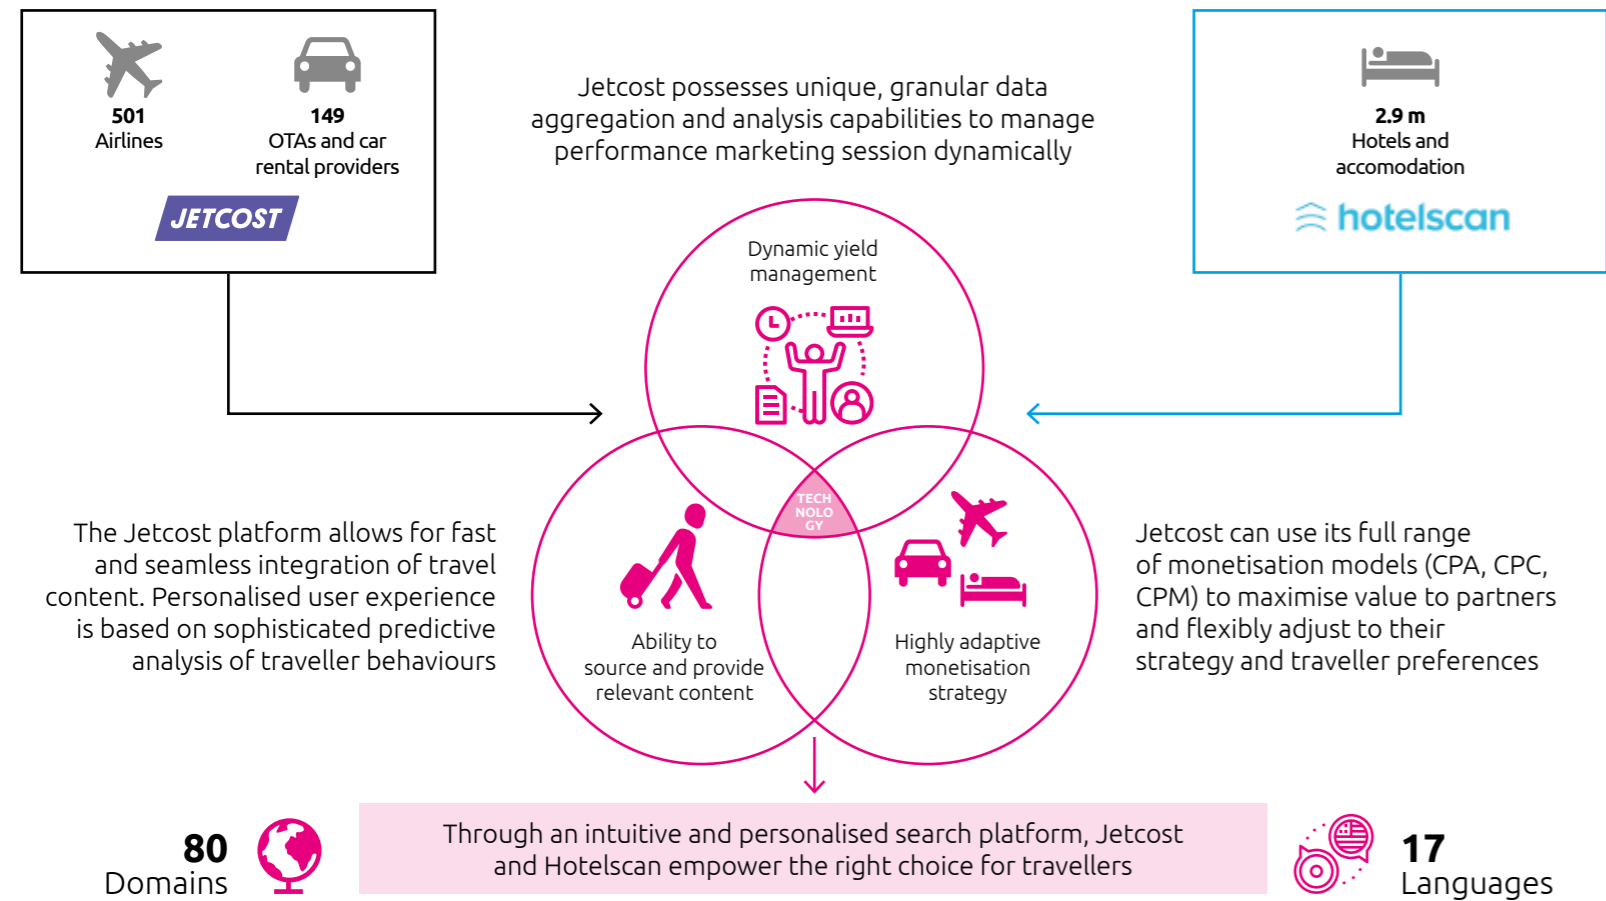 501
Airlines
149
OTAs and car
rental providers
JETCOST
Jetcost possesses unique, granular data
aggregation and analysis capabilities to manage
performance marketing session dynamically
2.9 m
Hotels and
accomodation
hotelscan
Dynamic yield
management
TECH
NOLO
GY
The Jetcost platform allows for fast
and seamless integration of travel
content. Personalised user experience
is based on sophisticated predictive
analysis of traveller behaviours
Ability to
source and provide
relevant content
Highly adaptive
monetisation
strategy
Jetcost can use its full range
of monetisation models (CPA, CPC,
CPM) to maximise value to partners
and flexibly adjust to their
strategy and traveller preferences
80
Domains
Through an intuitive and personalised search platform, Jetcost
and Hotelscan empower the right choice for travellers
17
Languages